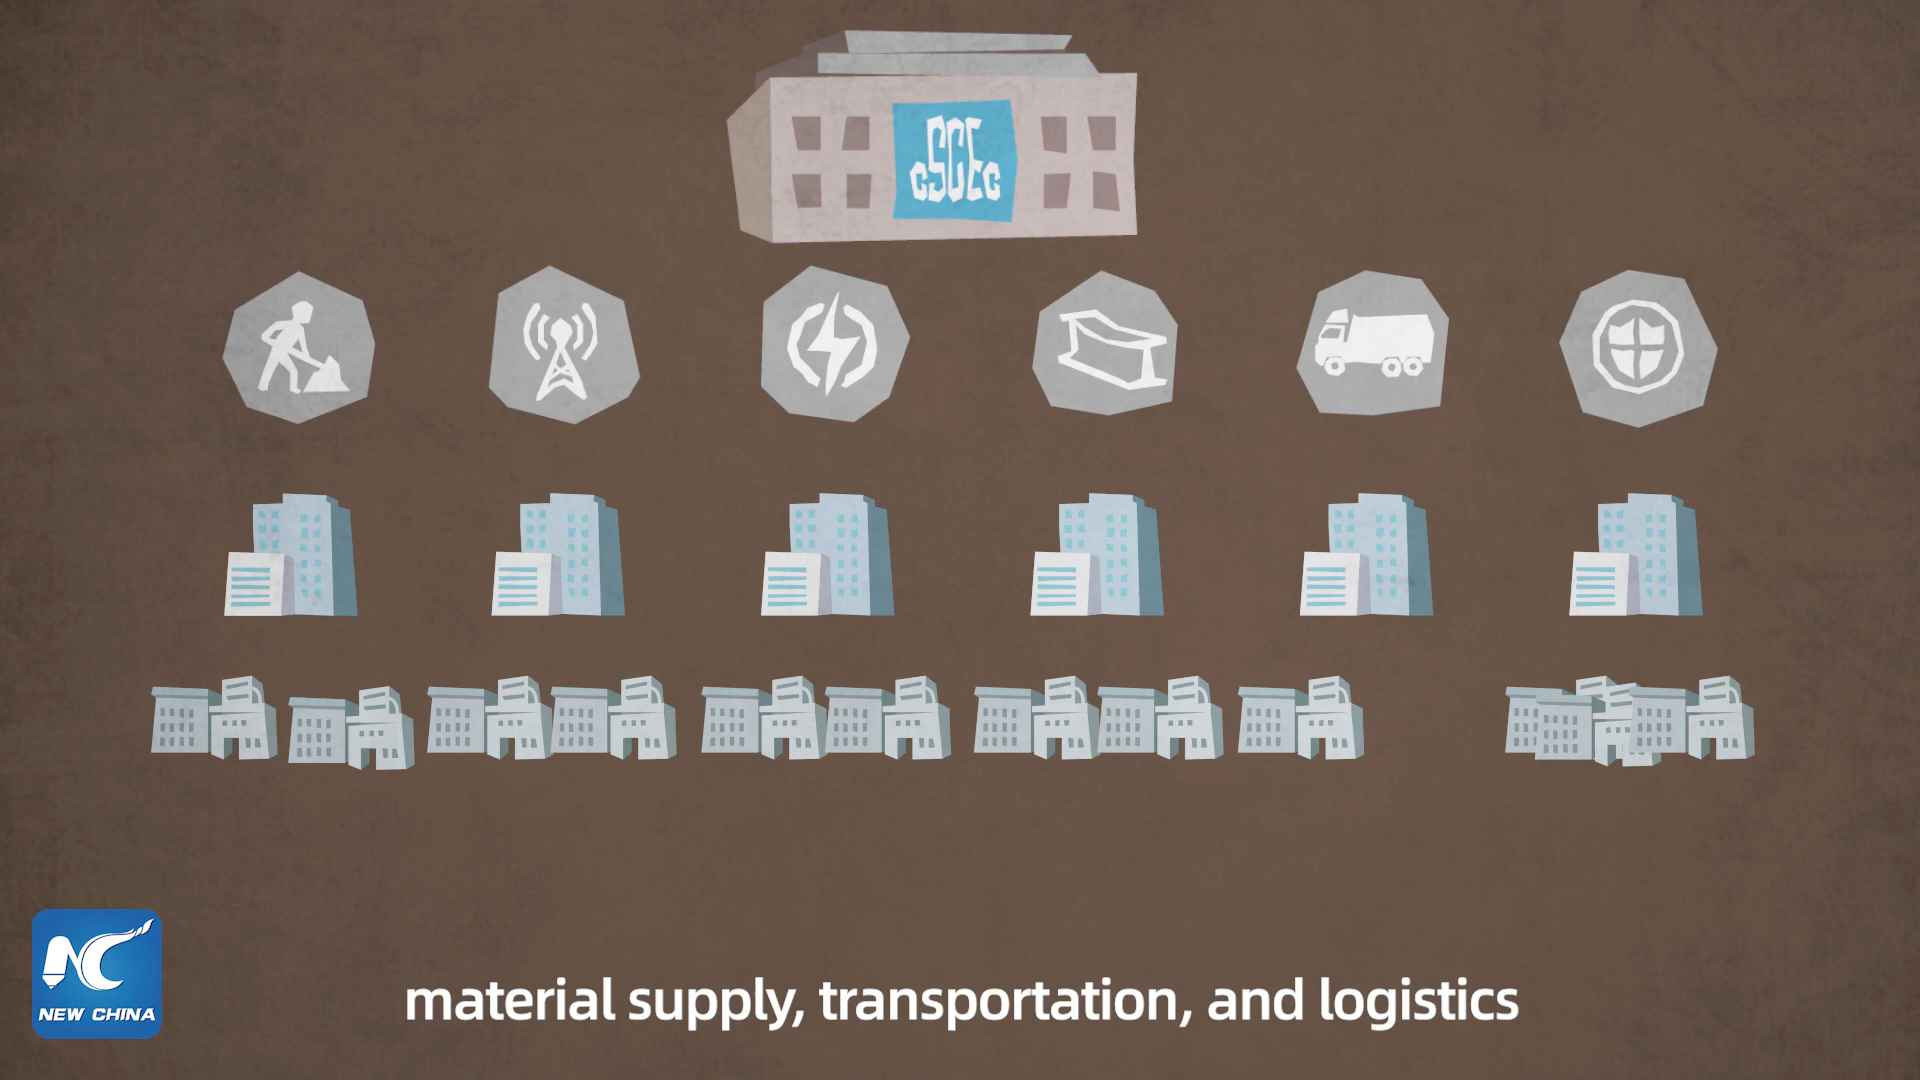 cSCEc
NEW CHINA
material supply, transportation, and logistics